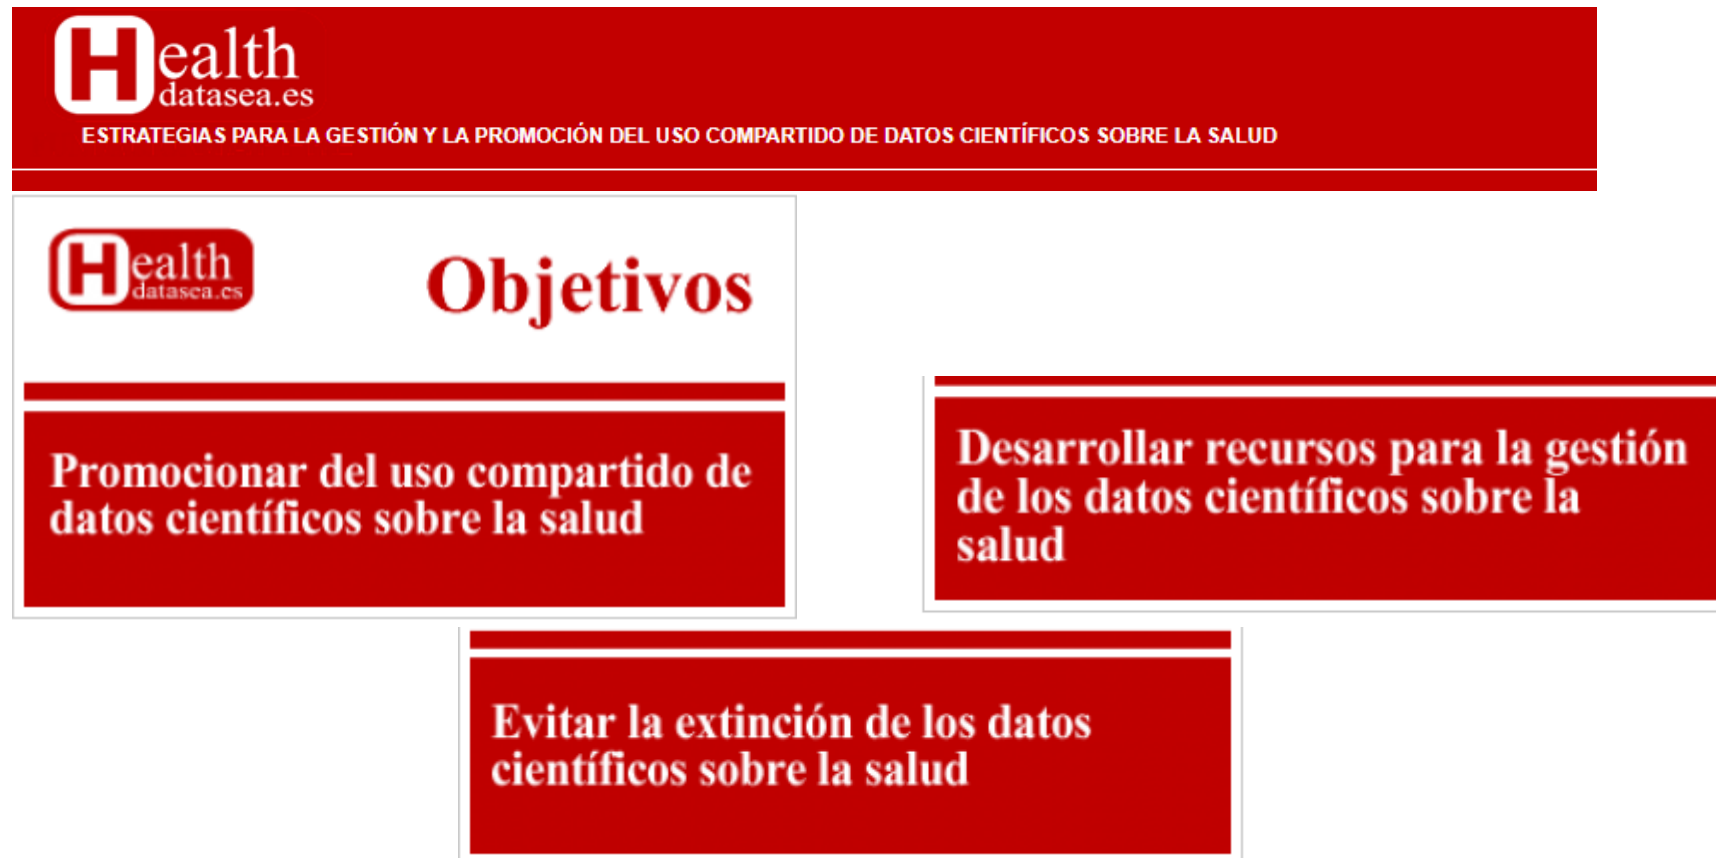 Health
datasea.es
ESTRATEGIAS PARA LA GESTIÓN Y LA PROMOCIÓN DEL USO COMPARTIDO DE DATOS CIENTÍFICOS SOBRE LA SALUD
Health
datasea.es
Objetivos
Promocionar del uso compartido de
datos científicos sobre la salud
Desarrollar recursos para la gestión
de los datos científicos sobre la
salud
Evitar la extinción de los datos
científicos sobre la salud